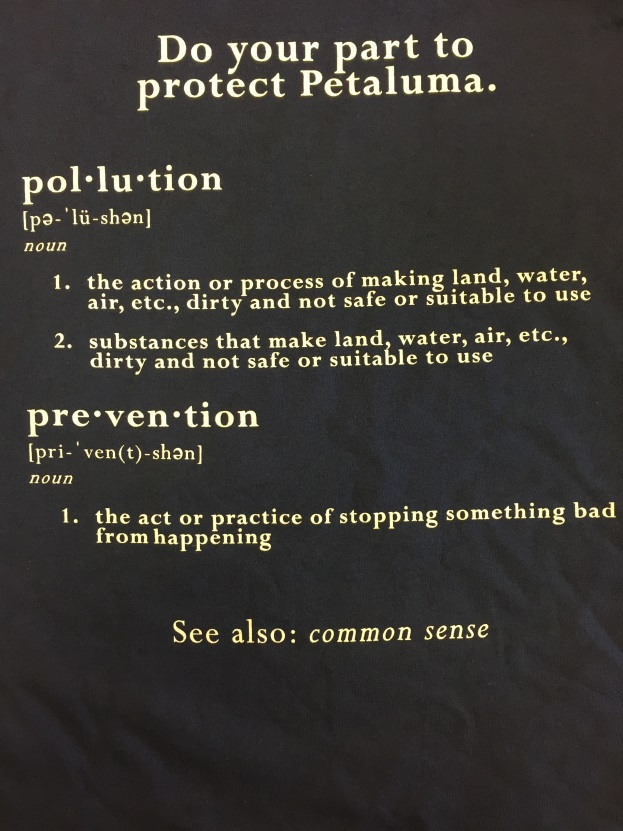 Do your part to
protect Petaluma.
pol·lu·tion
[pə-ˈlü-shən]
noun
1. the action or process of making land, water,
air, etc., dirty and not safe or suitable to use
2. substances that make land, water, air, etc.,
dirty and not safe or suitable to use
pre·ven·tion
[pri-ˈven(t)-shən]
noun
1. the act or practice of stopping something bad
from happening
See also: common sense